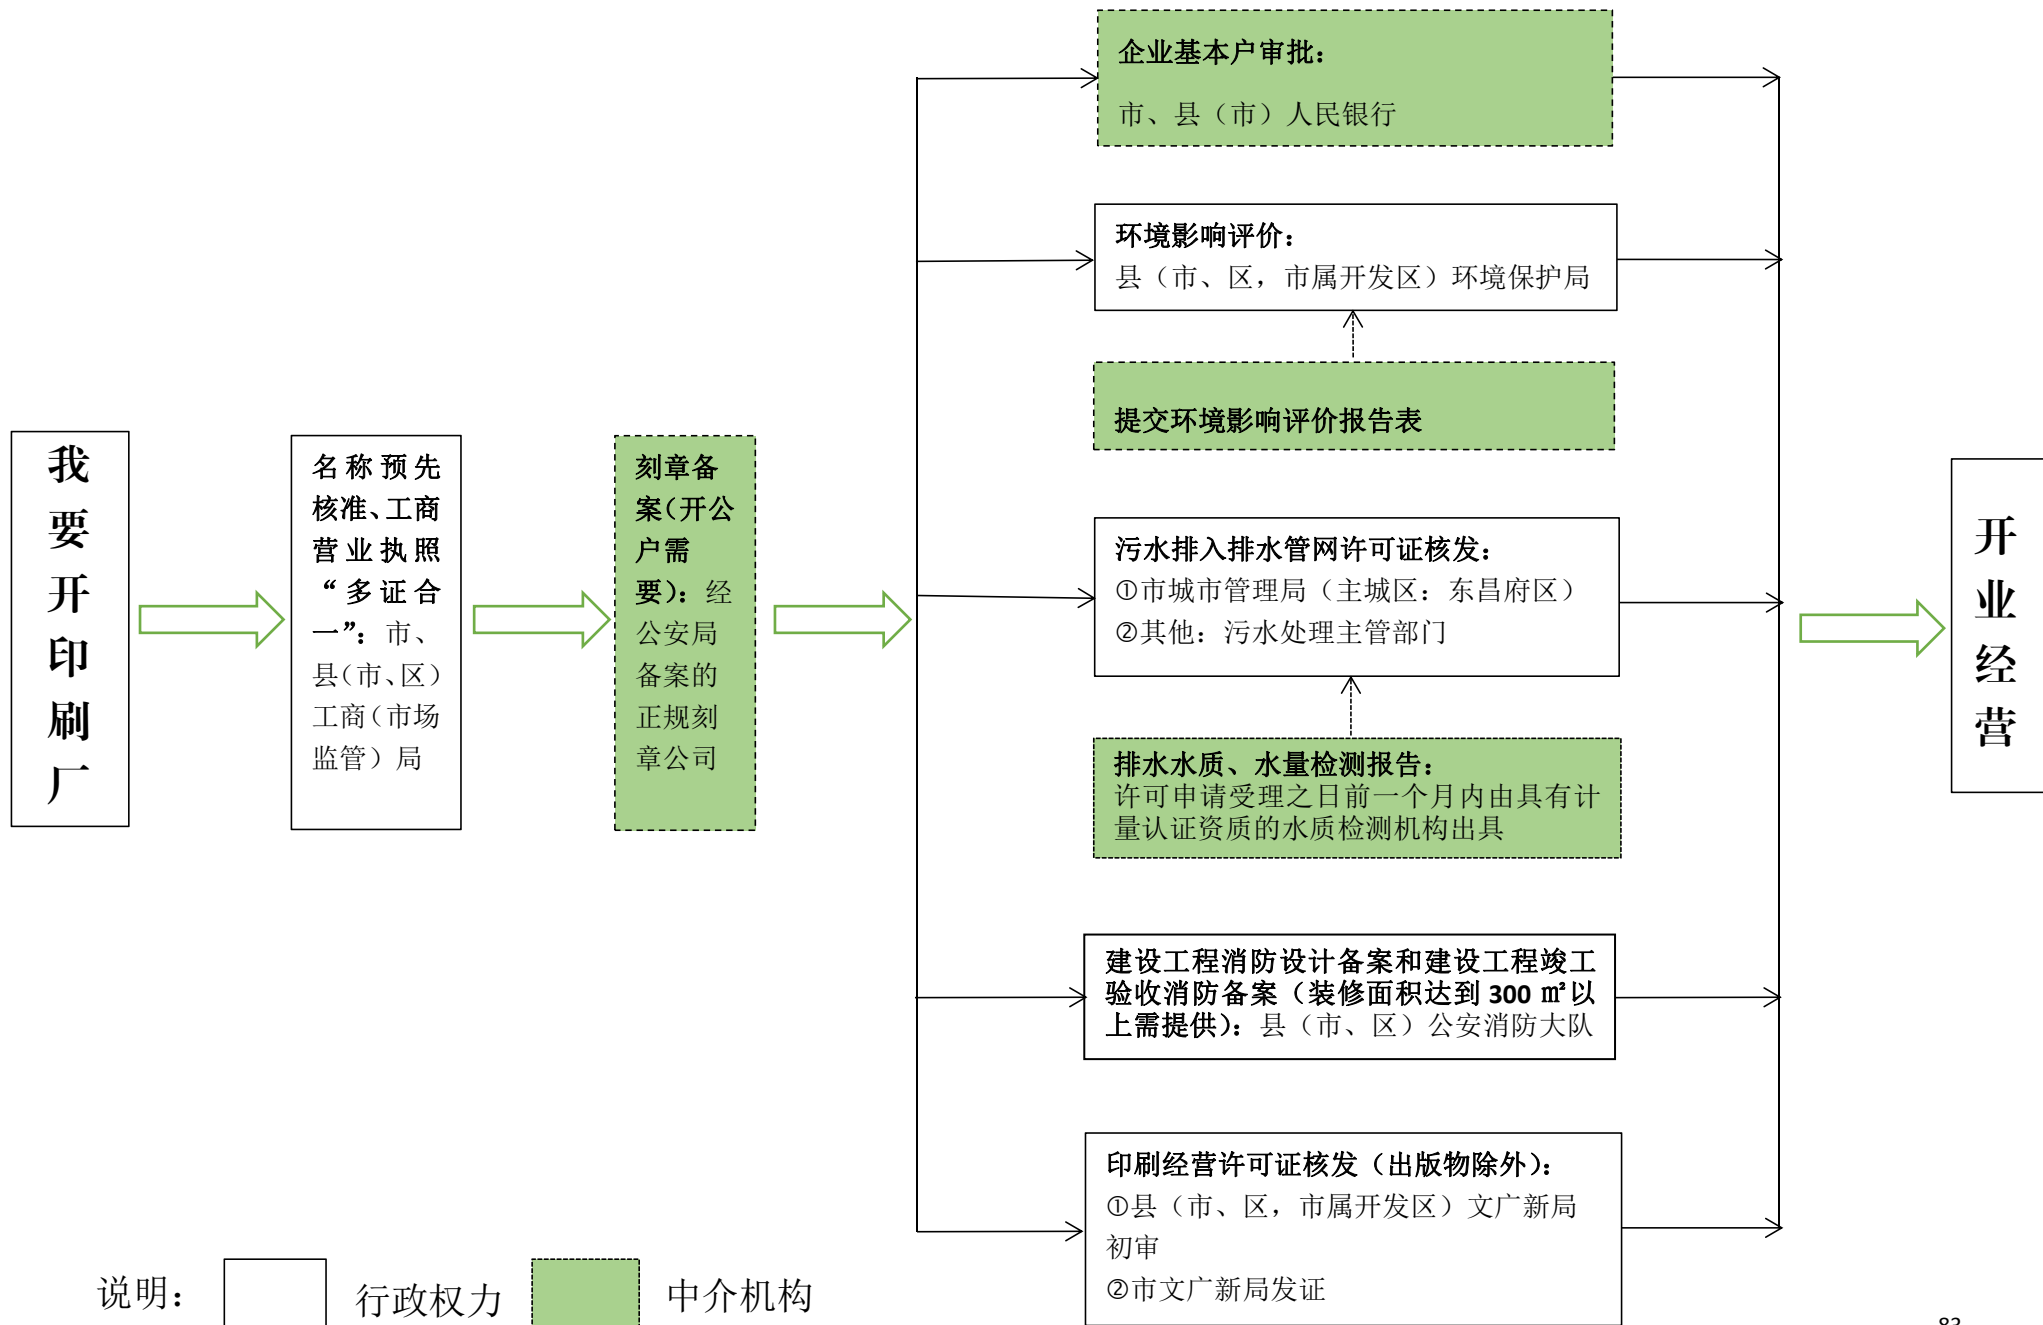 我
要
开
印
刷
厂
名称预先
核准、工商
营业执照
“多证合
一”：市、
县（市、区）
工商（市场
监管）局
刻章备
案（开公
户需
要）：经
公安局
备案的
正规刻
章公司
企业基本户审批：
市、县（市）人民银行
环境影响评价：
县（市、区，市属开发区）环境保护局
提交环境影响评价报告表
污水排入排水管网许可证核发：
①市城市管理局（主城区：东昌府区）
②其他：污水处理主管部门
排水水质、水量检测报告：
许可申请受理之日前一个月内由具有计
量认证资质的水质检测机构出具
建设工程消防设计备案和建设工程竣工
验收消防备案（装修面积达到 300 ㎡以
上需提供）：县（市、区）公安消防大队
印刷经营许可证核发（出版物除外）：
①县（市、区，市属开发区）文广新局
初审
②市文广新局发证
开
业
经
营
说明：
行政权力
中介机构
83